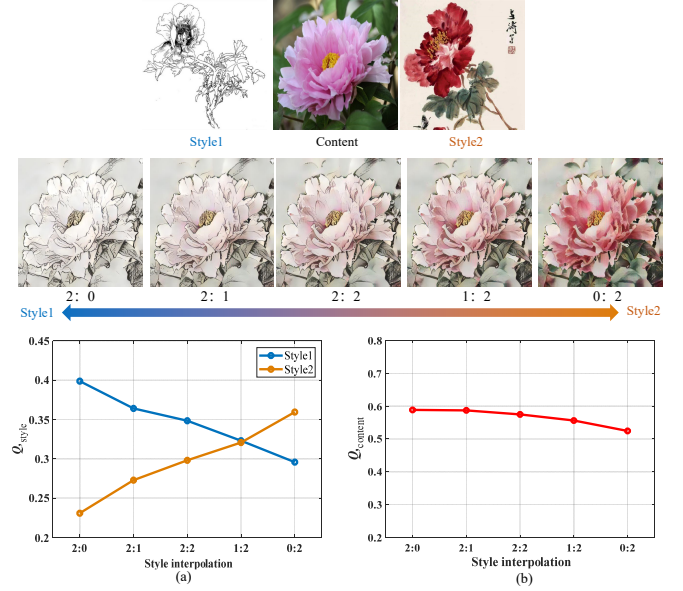 Style1
Content
Style2
2: 0
2: 1
2: 2
1: 2
0: 2
Style1
Style2
0.45
0.4
0.35
0.3
0.25
0.2
Qstyle
Style1
Style2
2:0
2:1
2:2
1:2
0:2
Style interpolation
(a)
0.8
0.7
0.6
0.5
0.4
0.3
0.2
Qcontent
2:0
2:1
2:2
1:2
0:2
Style interpolation
(b)